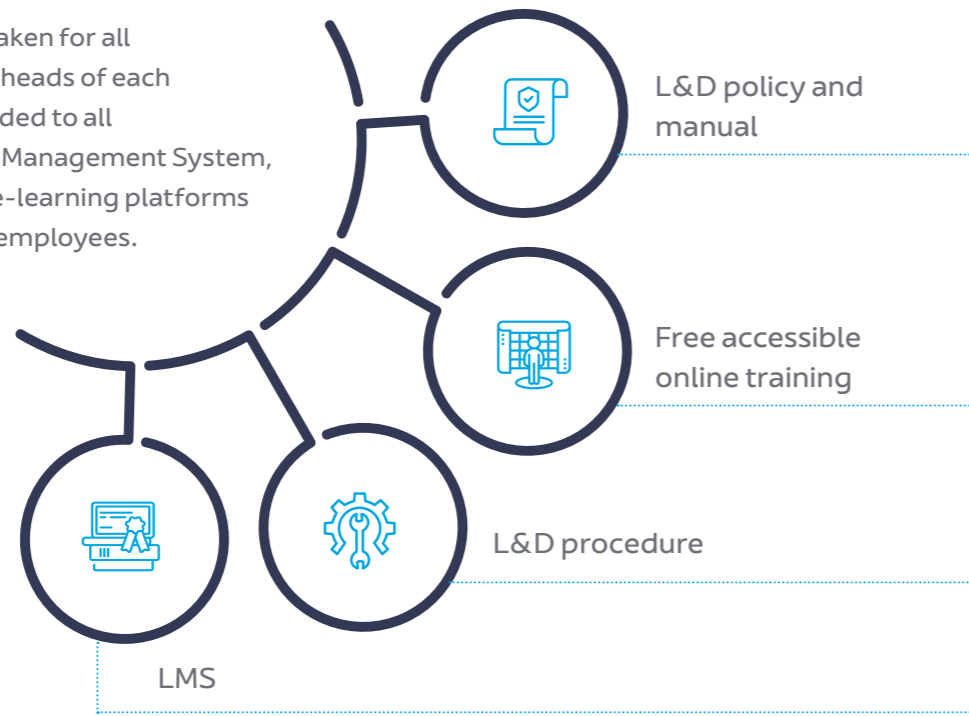 aken for all
heads of each
ded to all
Management System,
e-learning platforms
employees.
L&D policy and
manual
Free accessible
online training
L&D procedure
LMS